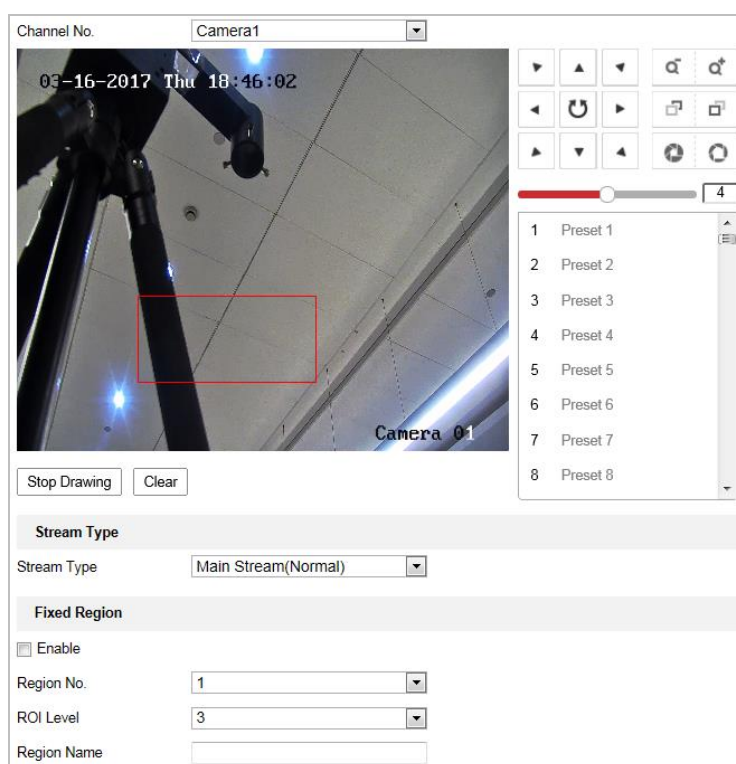 Channel No. Camera1
03-16-2017 Thu 18:46:02
Camera 01
4
1 Preset 1
2 Preset 2
3 Preset 3
4 Preset 4
5 Preset 5
6 Preset 6
7 Preset 7
8 Preset 8
Stop Drawing Clear
Stream Type
Stream Type Main Stream(Normal)
Fixed Region
Enable
Region No. 1
ROI Level 3
Region Name